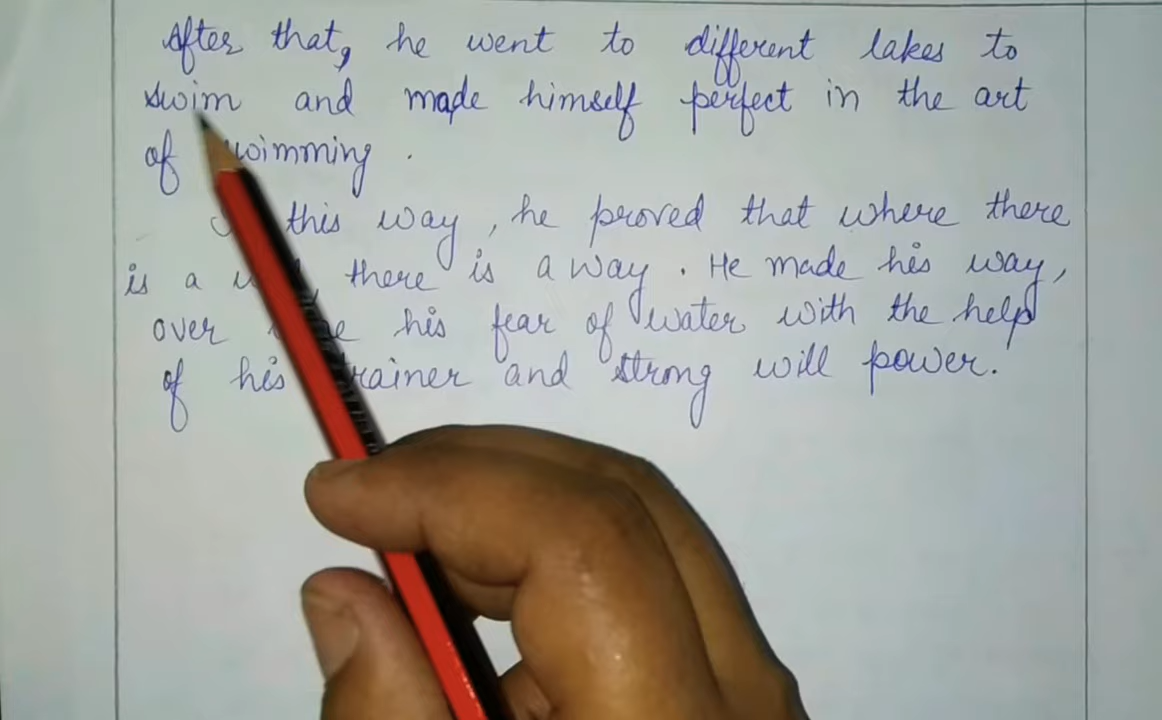 After that, he went to different lakes to
swim and made himself perfect in the art
of swimming .
this way , he proved that where there
is a there is a way . He made his way,
over his fear of water with the help
of his trainer and strong will power.